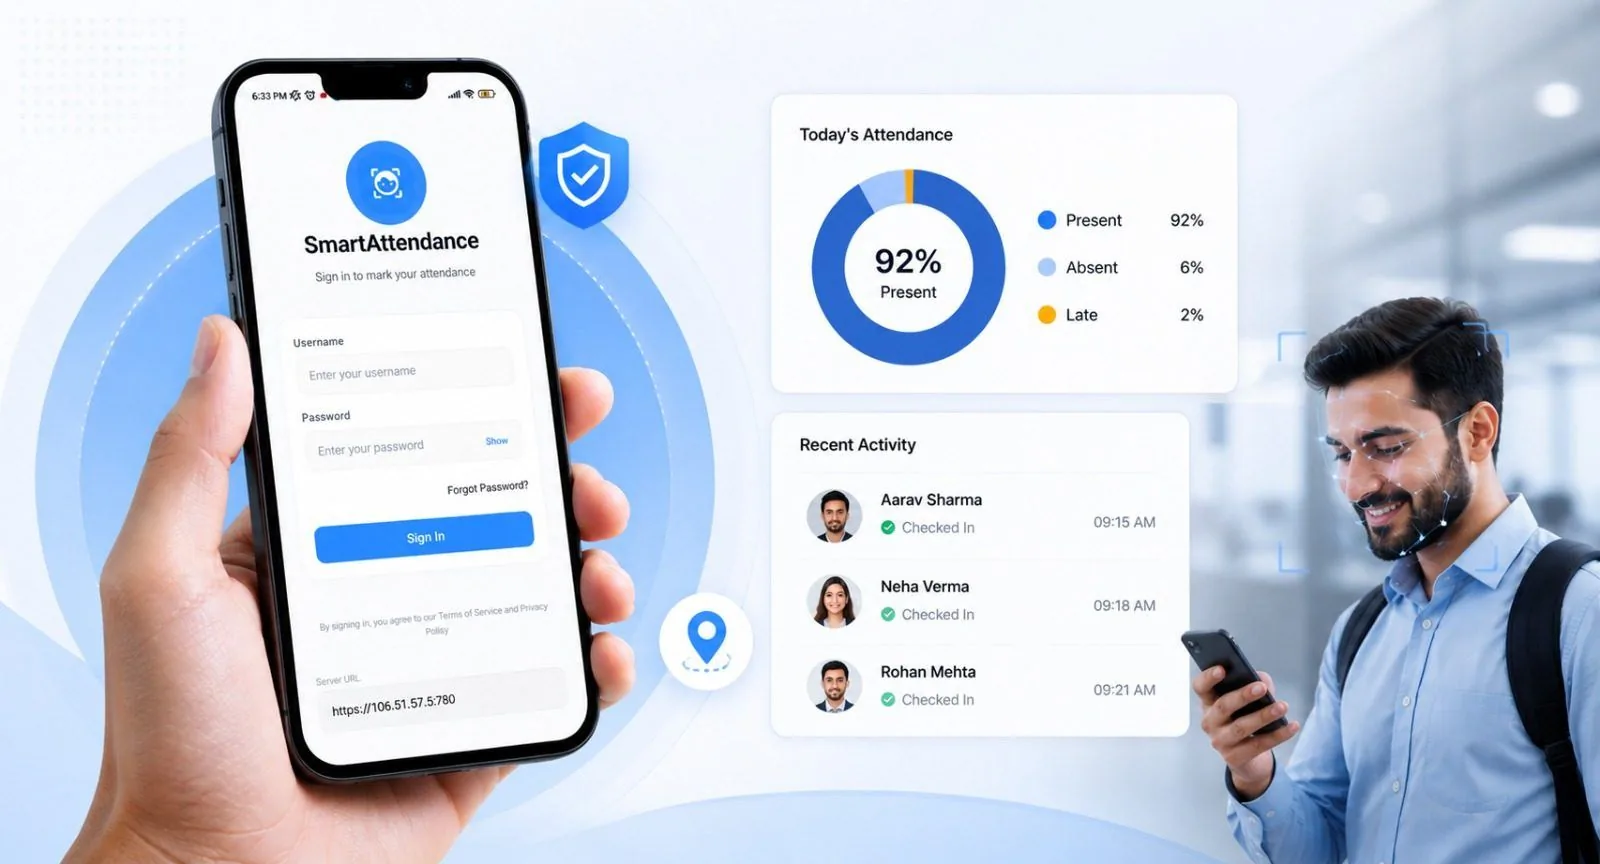 6:33 PM
SmartAttendance
Sign in to mark your attendance
Username
Enter your username
Password
Enter your password
Show
Forgot Password?
Sign In
By signing in, you agree to our Terms of Service and Privacy
Polisy
Server URL
https://106.51.57.5:780
Today's Attendance
92%
Present
Present 92%
Absent 6%
Late 2%
Recent Activity
Aarav Sharma
Checked In
09:15 AM
Neha Verma
Checked In
09:18 AM
Rohan Mehta
Checked In
09:21 AM